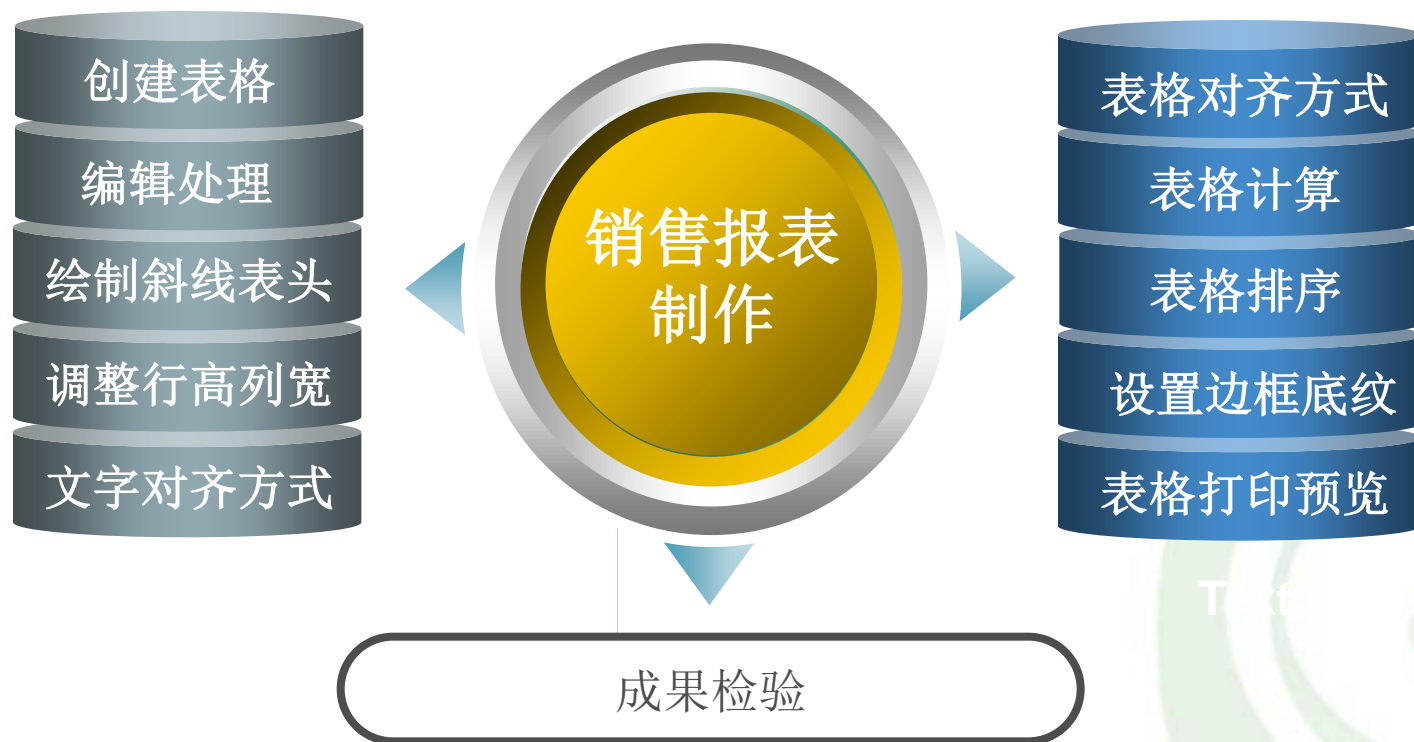 创建表格
编辑处理
绘制斜线表头
调整行高列宽
文字对齐方式
销售报表
制作
表格对齐方式
表格计算
表格排序
设置边框底纹
表格打印预览
Text
成果检验